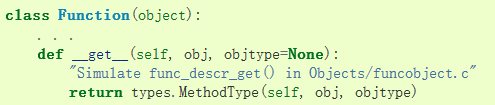 class Function(object):
    . . .
    def __get__(self, obj, objtype=None):
        "Simulate func_descr_get() in Objects/funcobject.c"
        return types.MethodType(self, obj, objtype)